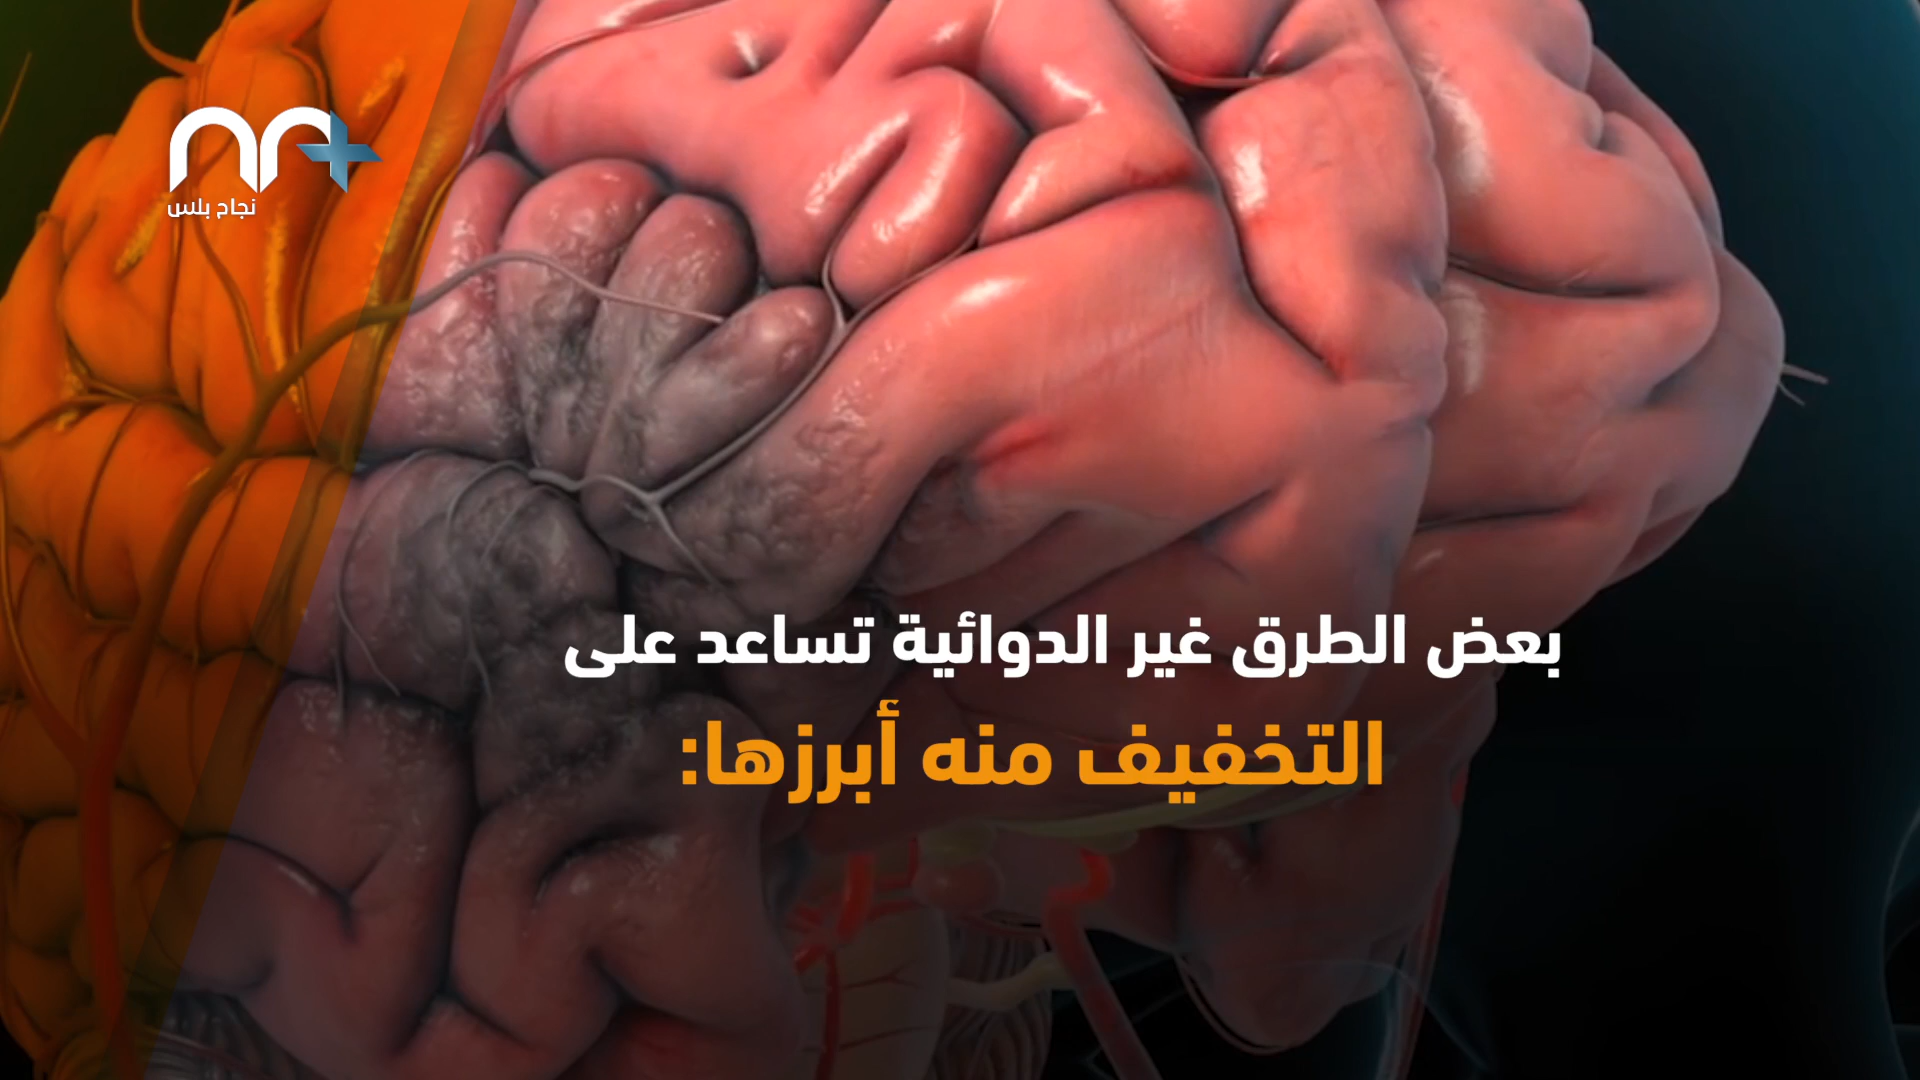 نجاح بلس
بعض الطرق غير الدوائية تساعد على
التخفيف منه أبرزها: